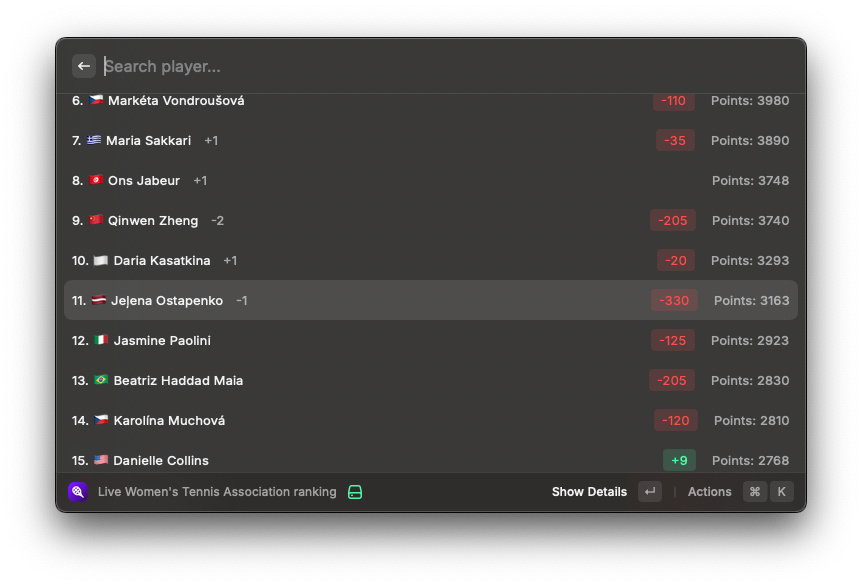 Search player...
6. Markéta Vondroušová -110 Points: 3980
7. Maria Sakkari +1 -35 Points: 3890
8. Ons Jabeur +1 Points: 3748
9. Qinwen Zheng -2 -205 Points: 3740
10. Daria Kasatkina +1 -20 Points: 3293
11. Jeļena Ostapenko -1 -330 Points: 3163
12. Jasmine Paolini -125 Points: 2923
13. Beatriz Haddad Maia -205 Points: 2830
14. Karolína Muchová -120 Points: 2810
15. Danielle Collins +9 Points: 2768
Live Women's Tennis Association ranking Show Details ↵ Actions ⌘ K